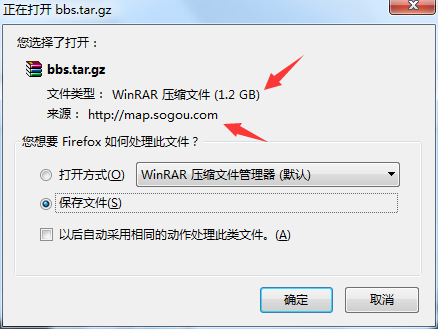 正在打开 bbs.tar.gz
您选择了打开：
bbs.tar.gz
文件类型： WinRAR 压缩文件 (1.2 GB)
来源： http://map.sogou.com
您想要 Firefox 如何处理此文件？
打开方式(O) WinRAR 压缩文件管理器 (默认)
保存文件(S)
以后自动采用相同的动作处理此类文件。(A)
确定 取消